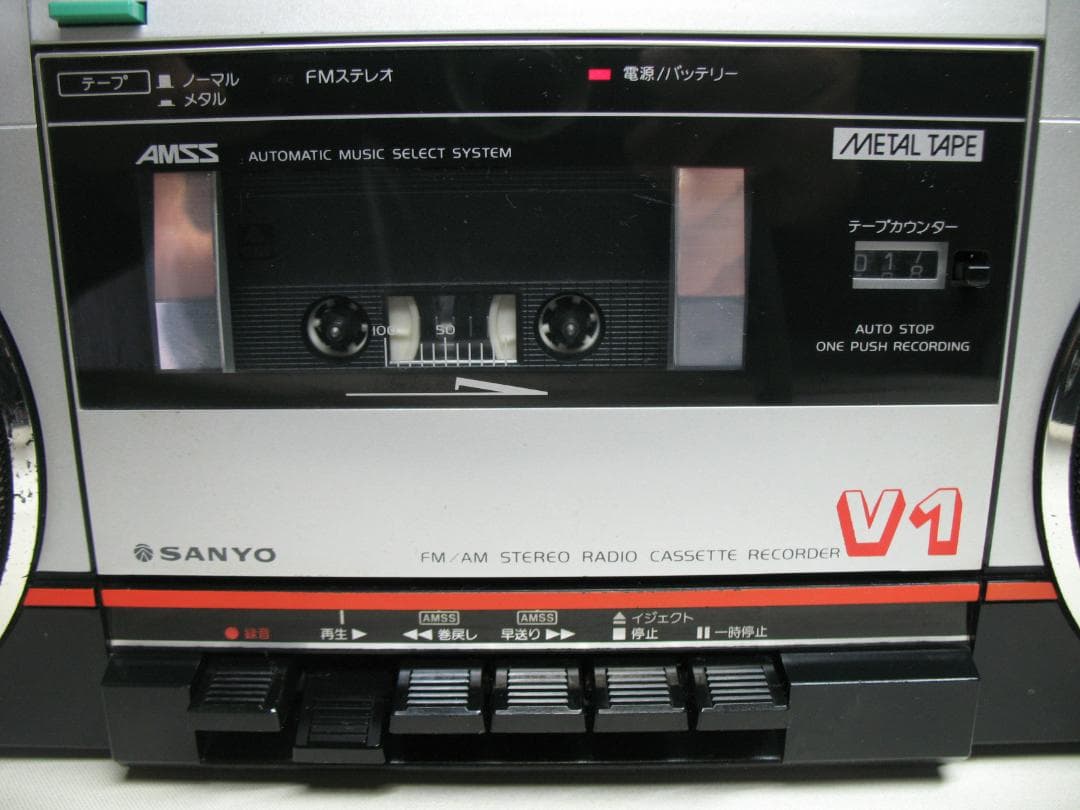 テープ
ノーマル
メタル
FMステレオ
電源/バッテリー
AMSS
AUTOMATIC MUSIC SELECT SYSTEM
METAL TAPE
テープカウンター
AUTO STOP
ONE PUSH RECORDING
100 50
V1
SANYO
FM/AM STEREO RADIO CASSETTE RECORDER
録音
再生
AMSS
巻戻し
AMSS
早送り
イジェクト
停止
一時停止